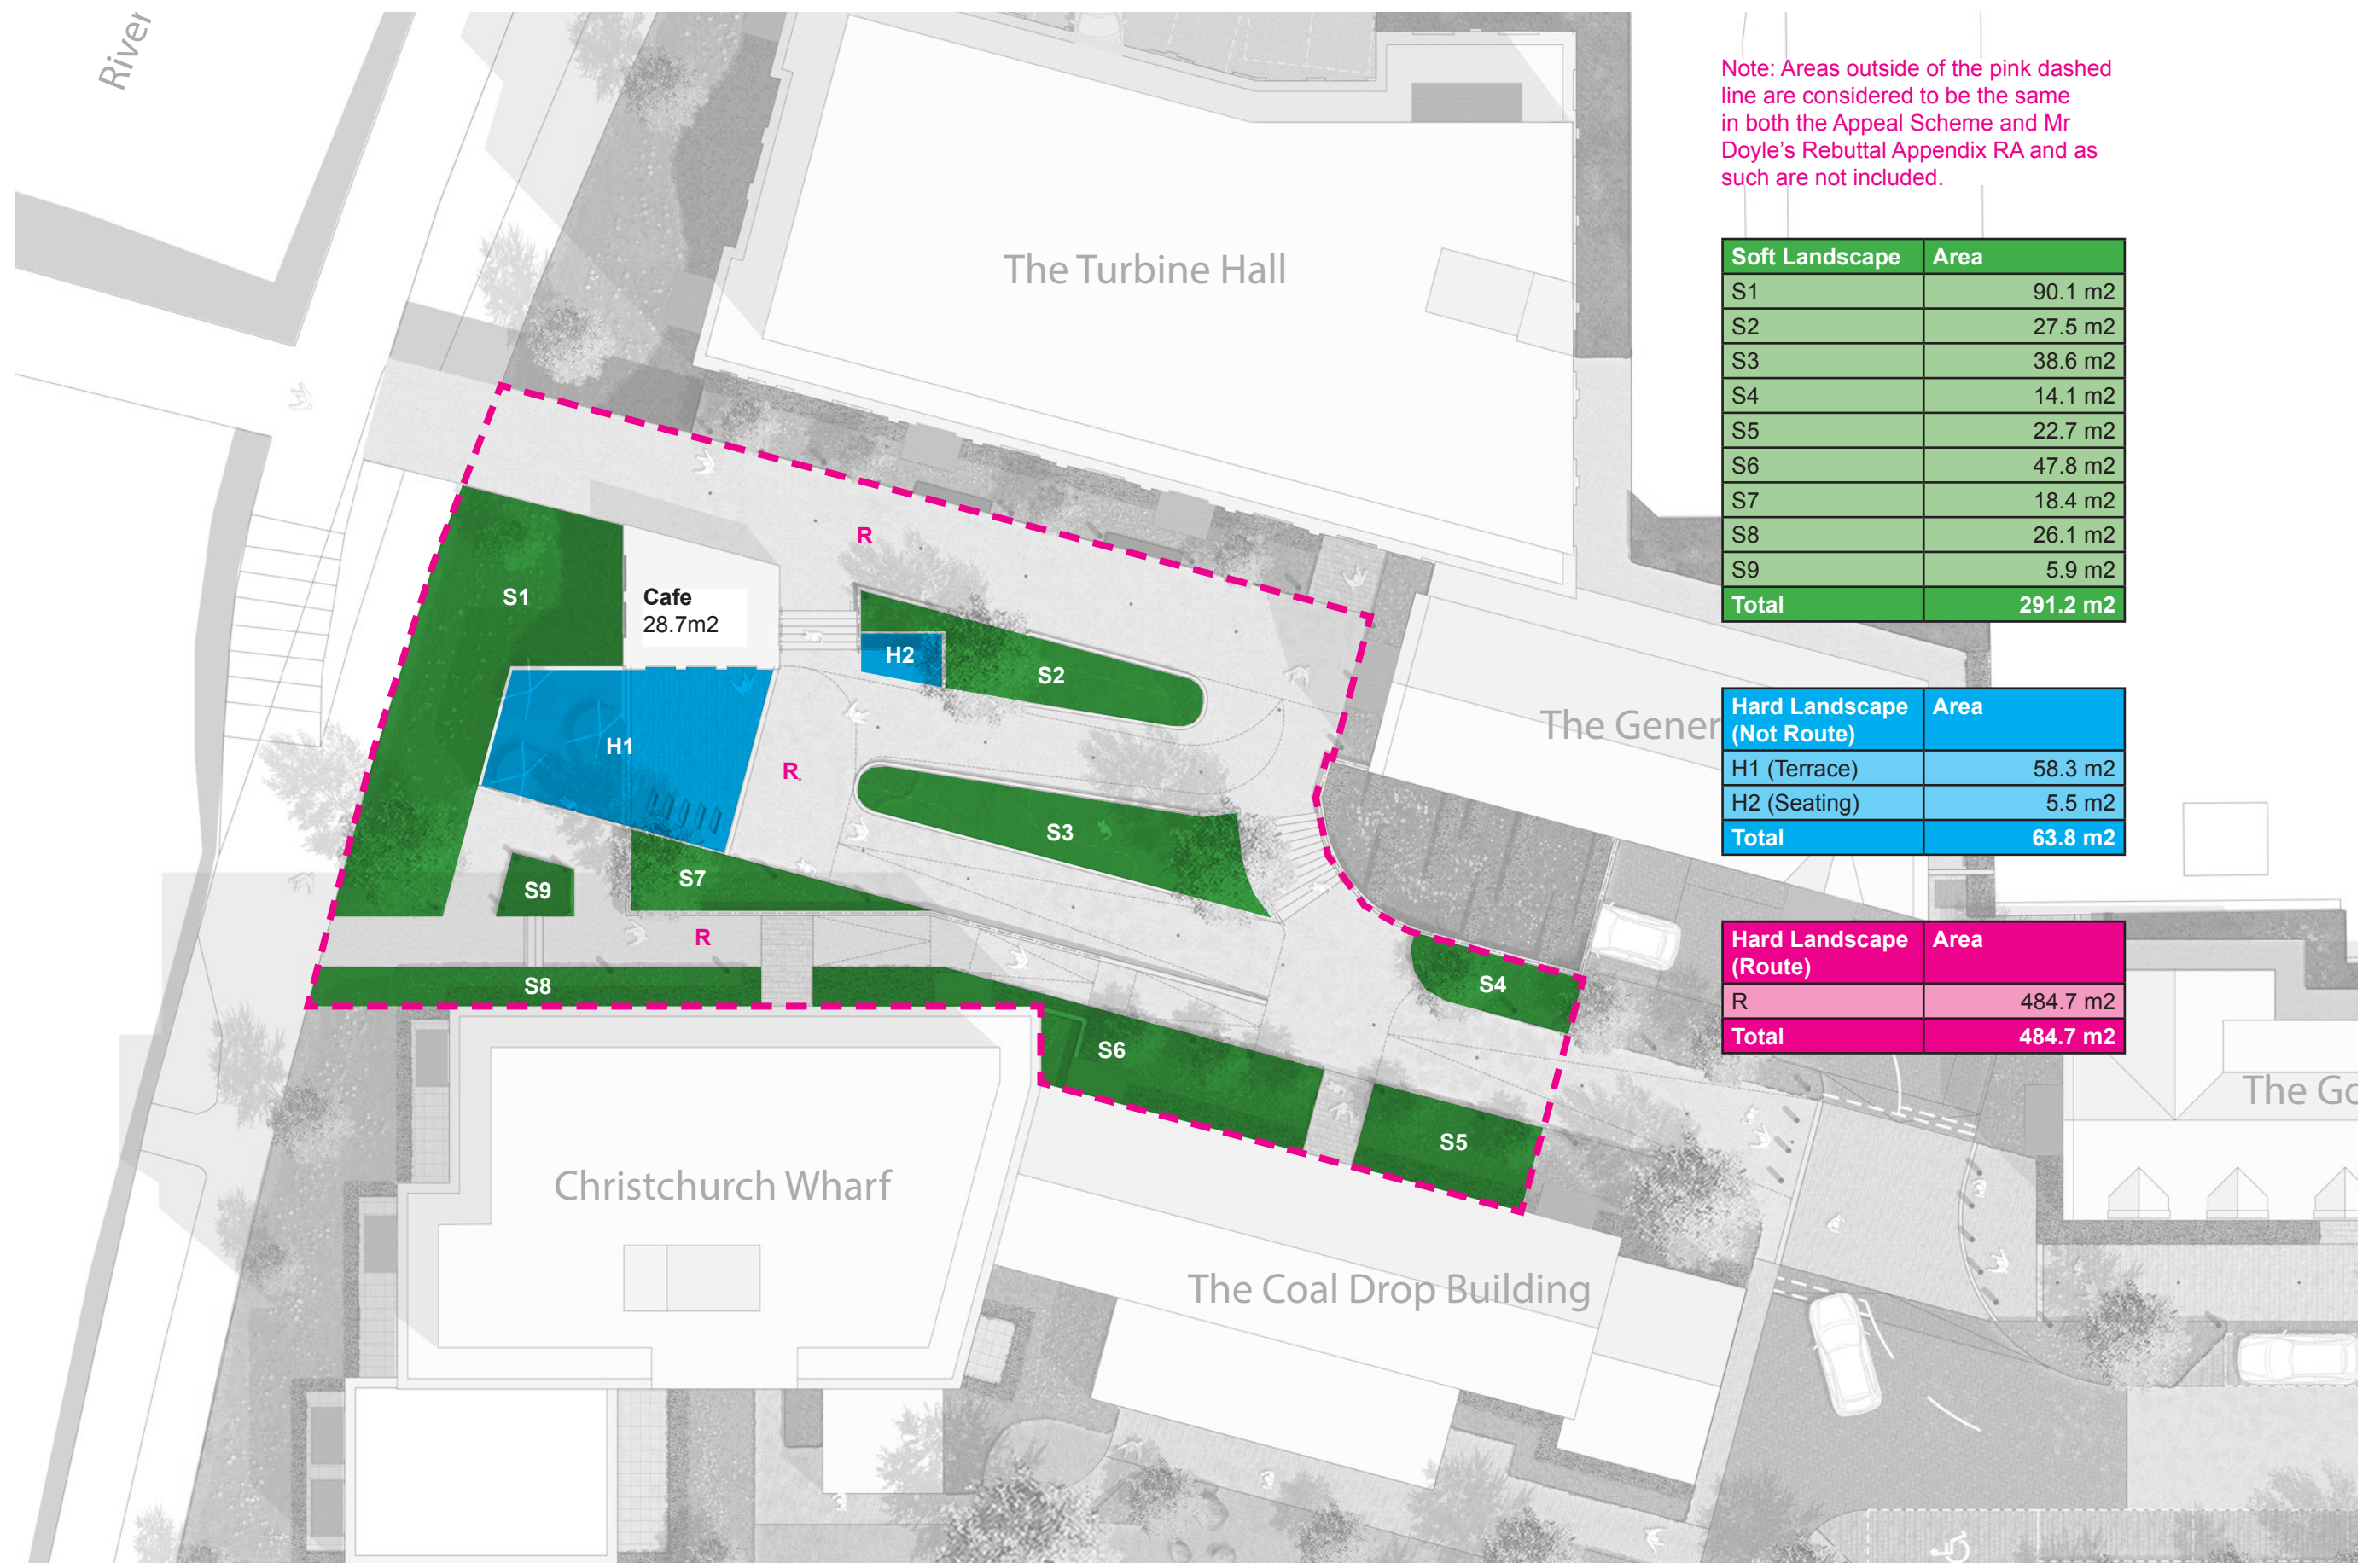 River
Note: Areas outside of the pink dashed
line are considered to be the same
in both the Appeal Scheme and Mr
Doyle's Rebuttal Appendix RA and as
such are not included.
The Turbine Hall
Soft Landscape Area
S1 90.1 m2
S2 27.5 m2
S3 38.6 m2
S4 14.1 m2
S5 22.7 m2
S6 47.8 m2
S7 18.4 m2
S8 26.1 m2
S9 5.9 m2
Total 291.2 m2
R
S1
Cafe
28.7m2
H2
S2
The Gener
Hard Landscape Area
(Not Route)
H1 (Terrace) 58.3 m2
H2 (Seating) 5.5 m2
Total 63.8 m2
H1
R
S3
S7
S9
R
S8
S4
Hard Landscape Area
(Route)
R 484.7 m2
Total 484.7 m2
S6
S5
The Go
Christchurch Wharf
The Coal Drop Building